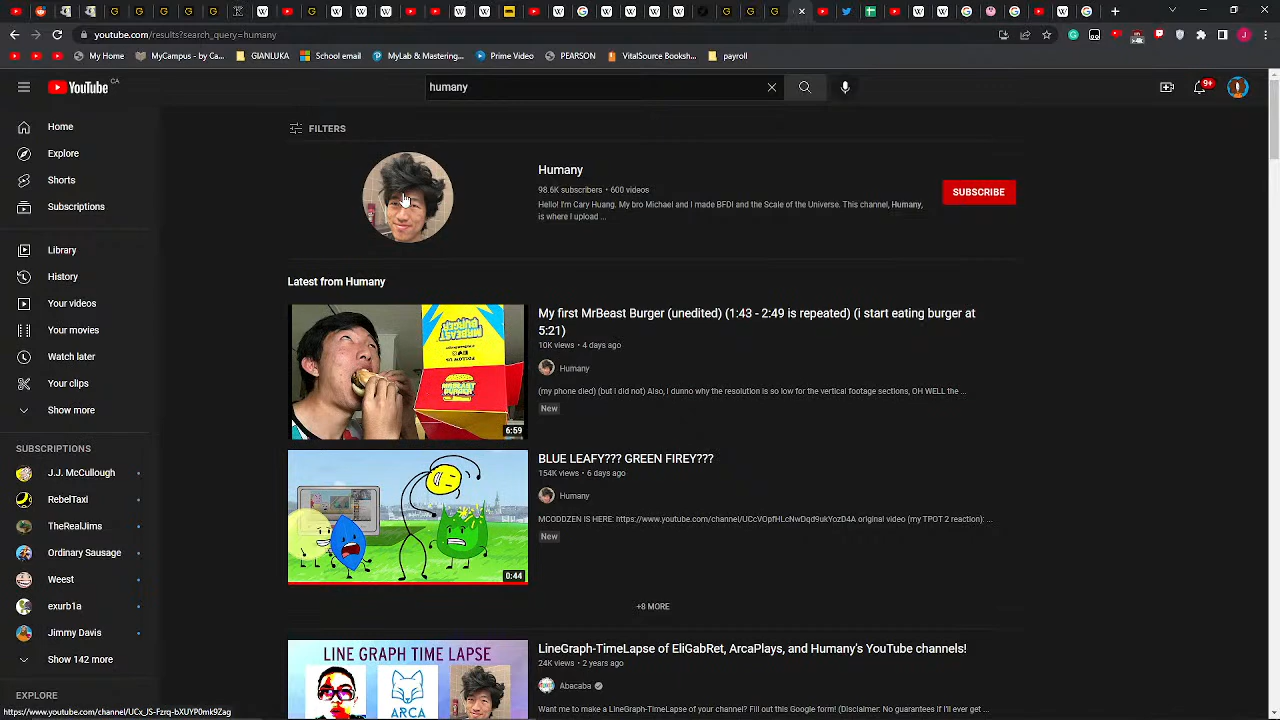 youtube.com/results?search_query=humany
My Home
MyCampus - by Ca...
GIANLUKA
School email
MyLab & Mastering...
Prime Video
PEARSON
VitalSource Booksh...
payroll
YouTube CA
humany
9+
Home
Explore
Shorts
Subscriptions
Library
History
Your videos
Your movies
Watch later
Your clips
Show more
SUBSCRIPTIONS
J.J. McCullough
RebelTaxi
TheRealJims
Ordinary Sausage
Weest
exurb1a
Jimmy Davis
Show 142 more
EXPLORE
FILTERS
Humany
98.6K subscribers • 600 videos
Hello! I'm Cary Huang. My bro Michael and I made BFDI and the Scale of the Universe. This channel, Humany,
is where I upload ...
SUBSCRIBE
Latest from Humany
MRBEAST BURGER
FOLLOW US
MRBEAST BURGER
6:59
My first MrBeast Burger (unedited) (1:43 - 2:49 is repeated) (i start eating burger at
5:21)
10K views • 4 days ago
Humany
(my phone died) (but i did not) Also, I dunno why the resolution is so low for the vertical footage sections, OH WELL the ...
New
0:44
BLUE LEAFY??? GREEN FIREY???
154K views • 6 days ago
Humany
MCODDZEN IS HERE: https://www.youtube.com/channel/UCcVOpfHLcNwDqd9ukYozD4A original video (my TPOT 2 reaction): ...
New
+8 MORE
LINE GRAPH TIME LAPSE
ARCA
LineGraph-TimeLapse of EliGabRet, ArcaPlays, and Humany's YouTube channels!
24K views • 2 years ago
Abacaba
Want me to make a LineGraph-TimeLapse of your channel? Fill out this Google form! (Disclaimer: No guarantees if I'll ever get ...
https://www.youtube.com/channel/UCx_JS-Fzrq-bXUYP0mk9Zag